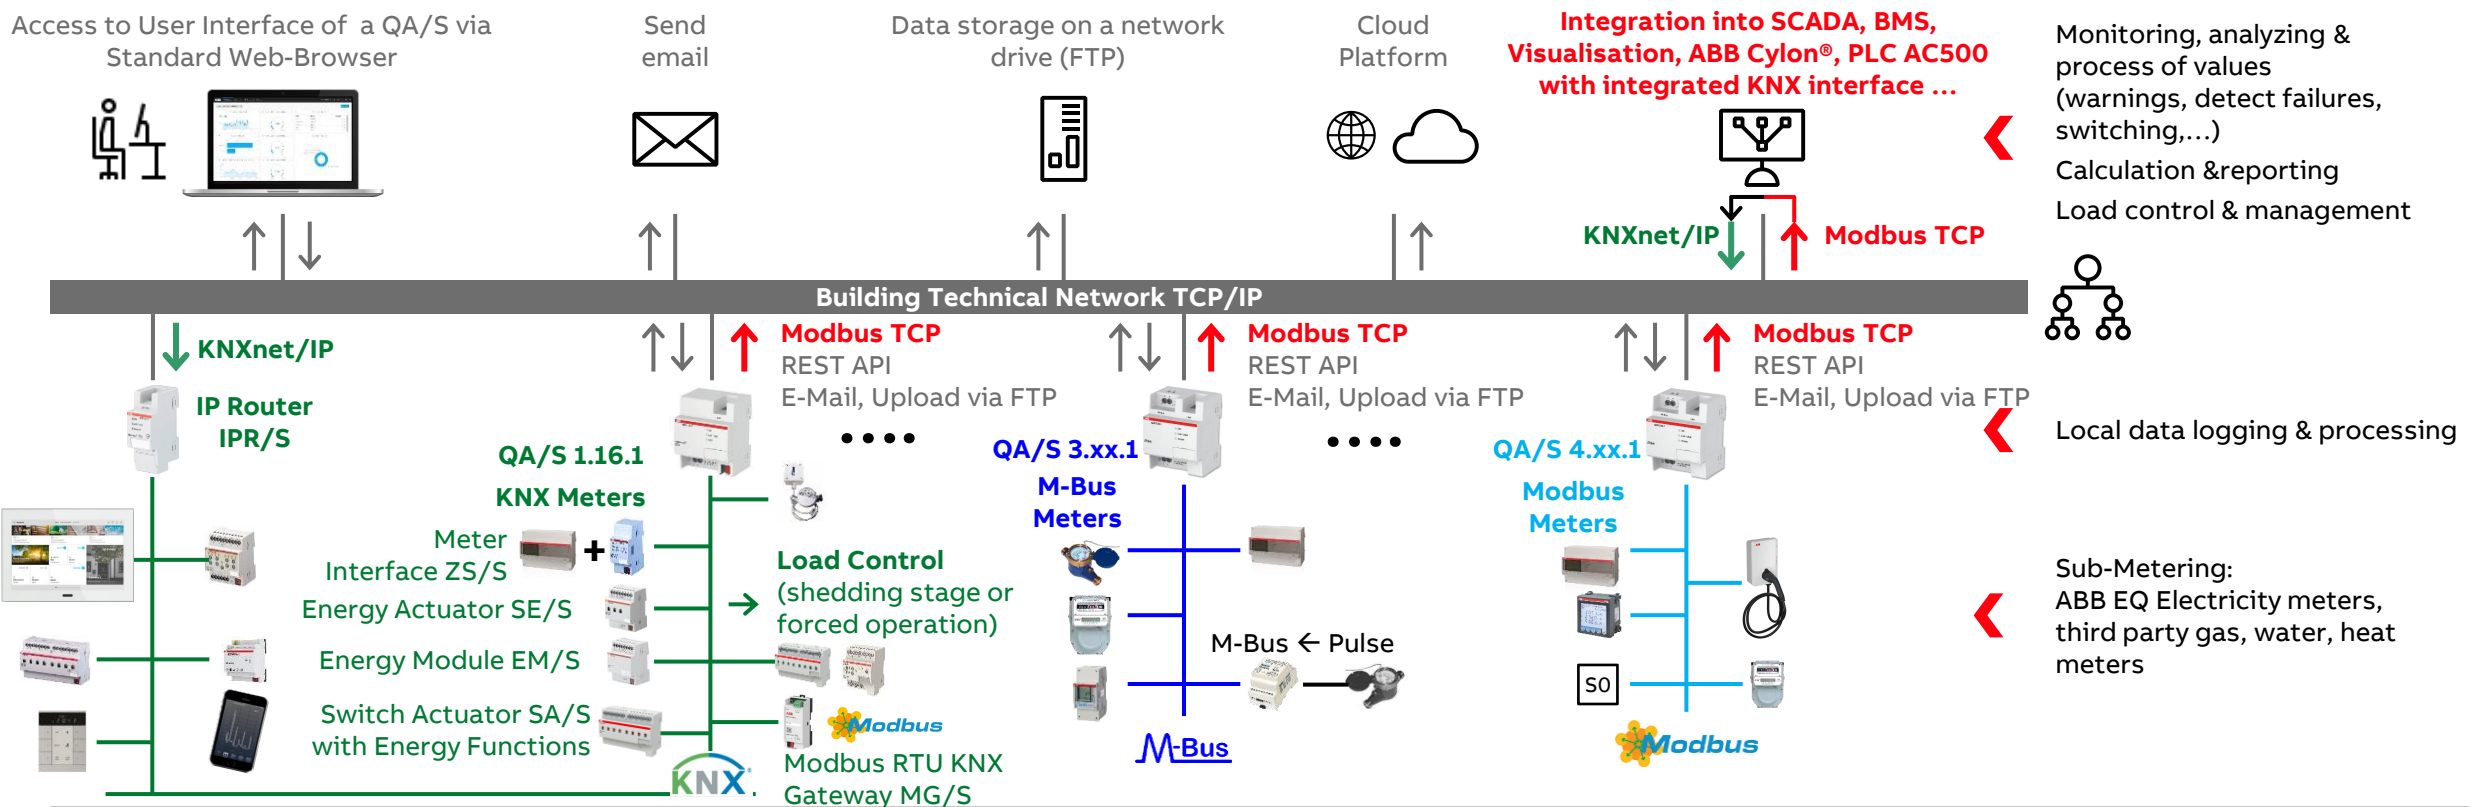 Access to User Interface of a QA/S via
Standard Web-Browser
Send
email
Data storage on a network
drive (FTP)
Cloud
Platform
Integration into SCADA, BMS,
Visualisation, ABB Cylon®, PLC AC500
with integrated KNX interface ...
Monitoring, analyzing &
process of values
(warnings, detect failures,
switching,...)
Calculation &reporting
Load control & management
KNXnet/IP
Modbus TCP
Building Technical Network TCP/IP
KNXnet/IP
IP Router
IPR/S
Modbus TCP
REST API
E-Mail, Upload via FTP
Modbus TCP
REST API
E-Mail, Upload via FTP
Modbus TCP
REST API
E-Mail, Upload via FTP
Local data logging & processing
QA/S 1.16.1
KNX Meters
Meter
Interface ZS/S
+
Energy Actuator SE/S
Energy Module EM/S
Switch Actuator SA/S
with Energy Functions
Load Control
(shedding stage or
forced operation)
Modbus
Modbus RTU KNX
Gateway MG/S
KNX
QA/S 3.xx.1
M-Bus
Meters
M-Bus ← Pulse
M-Bus
QA/S 4.xx.1
Modbus
Meters
S0
Modbus
Sub-Metering:
ABB EQ Electricity meters,
third party gas, water, heat
meters